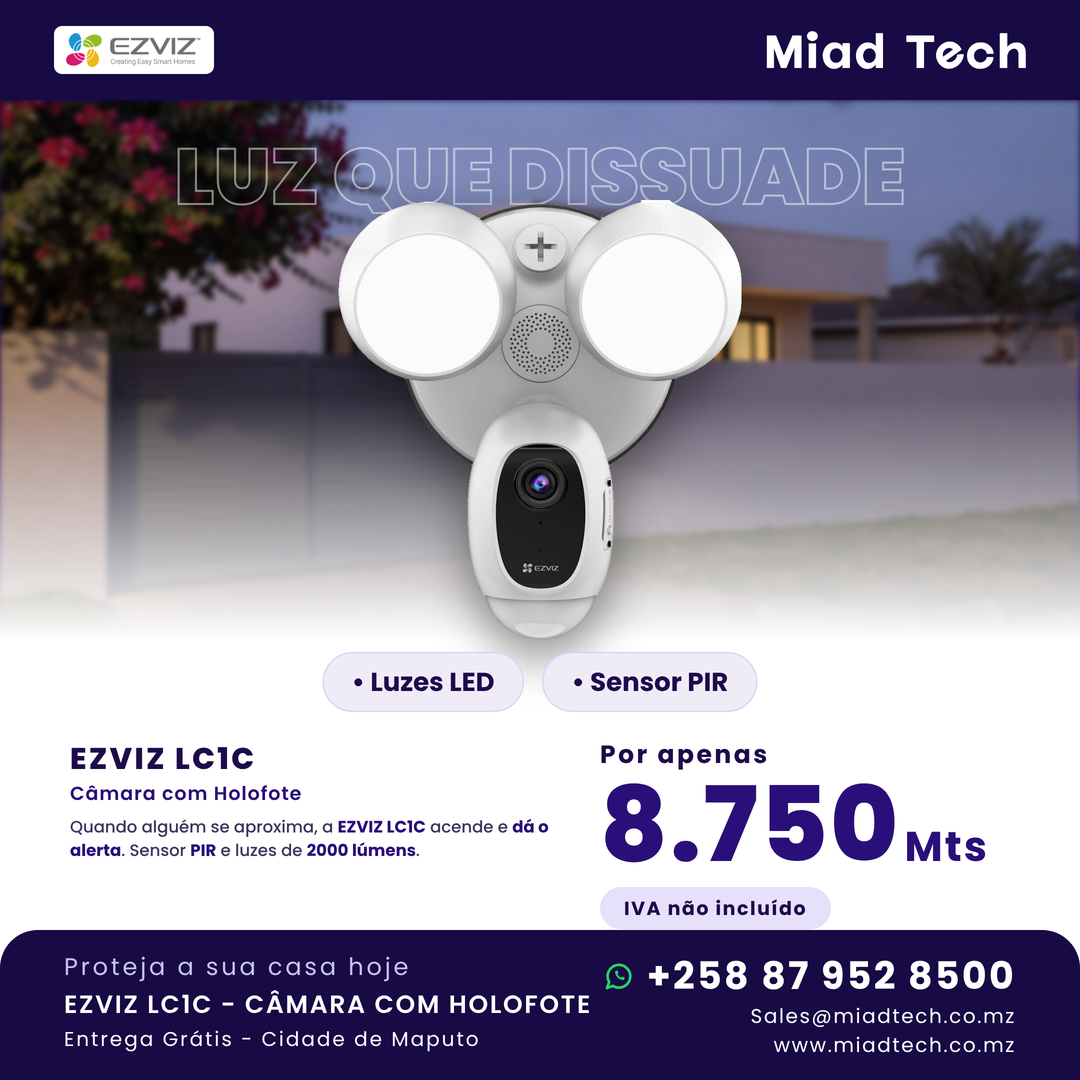 EZVIZ
Creating Easy Smart Homes
Miad Tech
LUZ QUE DISSUADE
EZVIZ
• Luzes LED
• Sensor PIR
EZVIZ LC1C
Câmara com Holofote
Quando alguém se aproxima, a EZVIZ LC1C acende e dá o
alerta. Sensor PIR e luzes de 2000 lúmens.
Por apenas
8.750 Mts
IVA não incluído
Proteja a sua casa hoje
EZVIZ LC1C - CÂMARA COM HOLOFOTE
Entrega Grátis - Cidade de Maputo
+258 87 952 8500
Sales@miadtech.co.mz
www.miadtech.co.mz